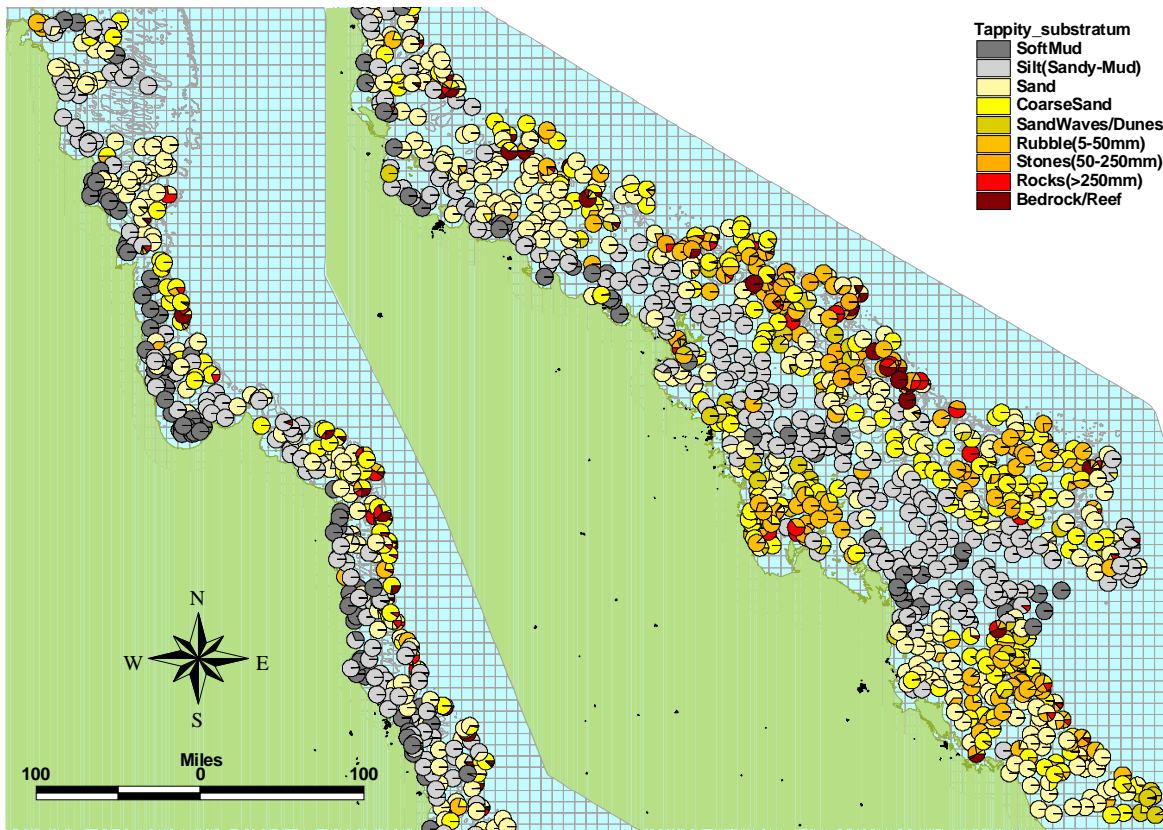 Tappity_substratum
SoftMud
Silt(Sandy-Mud)
Sand
CoarseSand
SandWaves/Dunes
Rubble(5-50mm)
Stones(50-250mm)
Rocks(>250mm)
Bedrock/Reef
N
W E
S
Miles
100 0 100